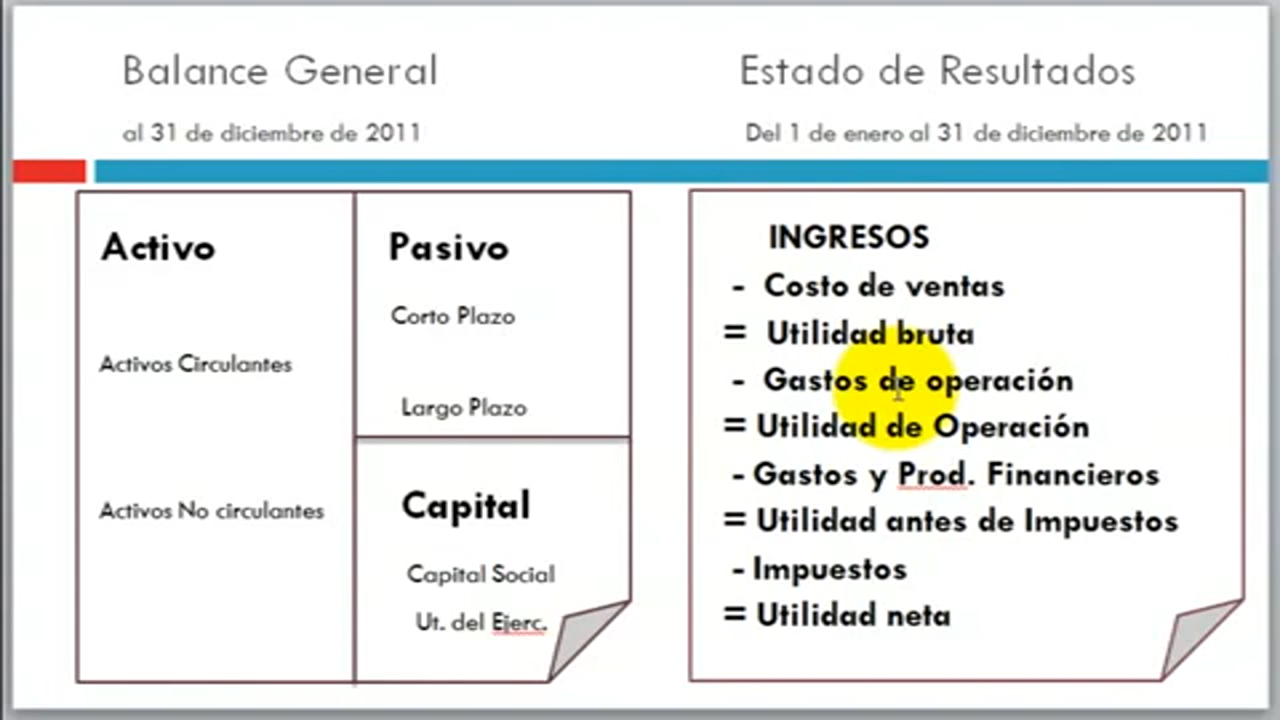 Balance General
al 31 de diciembre de 2011
Estado de Resultados
Del 1 de enero al 31 de diciembre de 2011
Activo
Activos Circulantes
Activos No circulantes
Pasivo
Corto Plazo
Largo Plazo
Capital
Capital Social
Ut. del Ejerc.
INGRESOS
- Costo de ventas
= Utilidad bruta
- Gastos de operación
= Utilidad de Operación
- Gastos y Prod. Financieros
= Utilidad antes de Impuestos
- Impuestos
= Utilidad neta